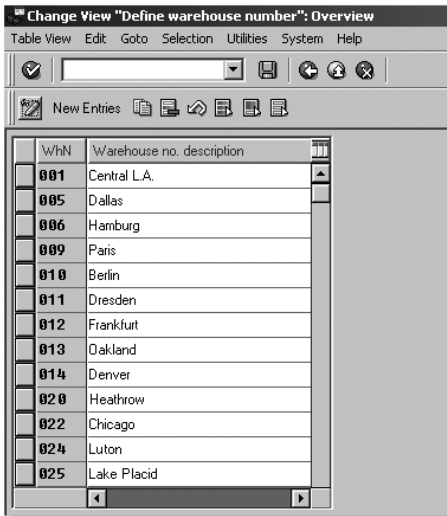 Change View "Define warehouse number": Overview
Table View Edit Goto Selection Utilities System Help
New Entries
WhN Warehouse no. description
001 Central L.A.
005 Dallas
006 Hamburg
009 Paris
010 Berlin
011 Dresden
012 Frankfurt
013 Oakland
014 Denver
020 Heathrow
022 Chicago
024 Luton
025 Lake Placid